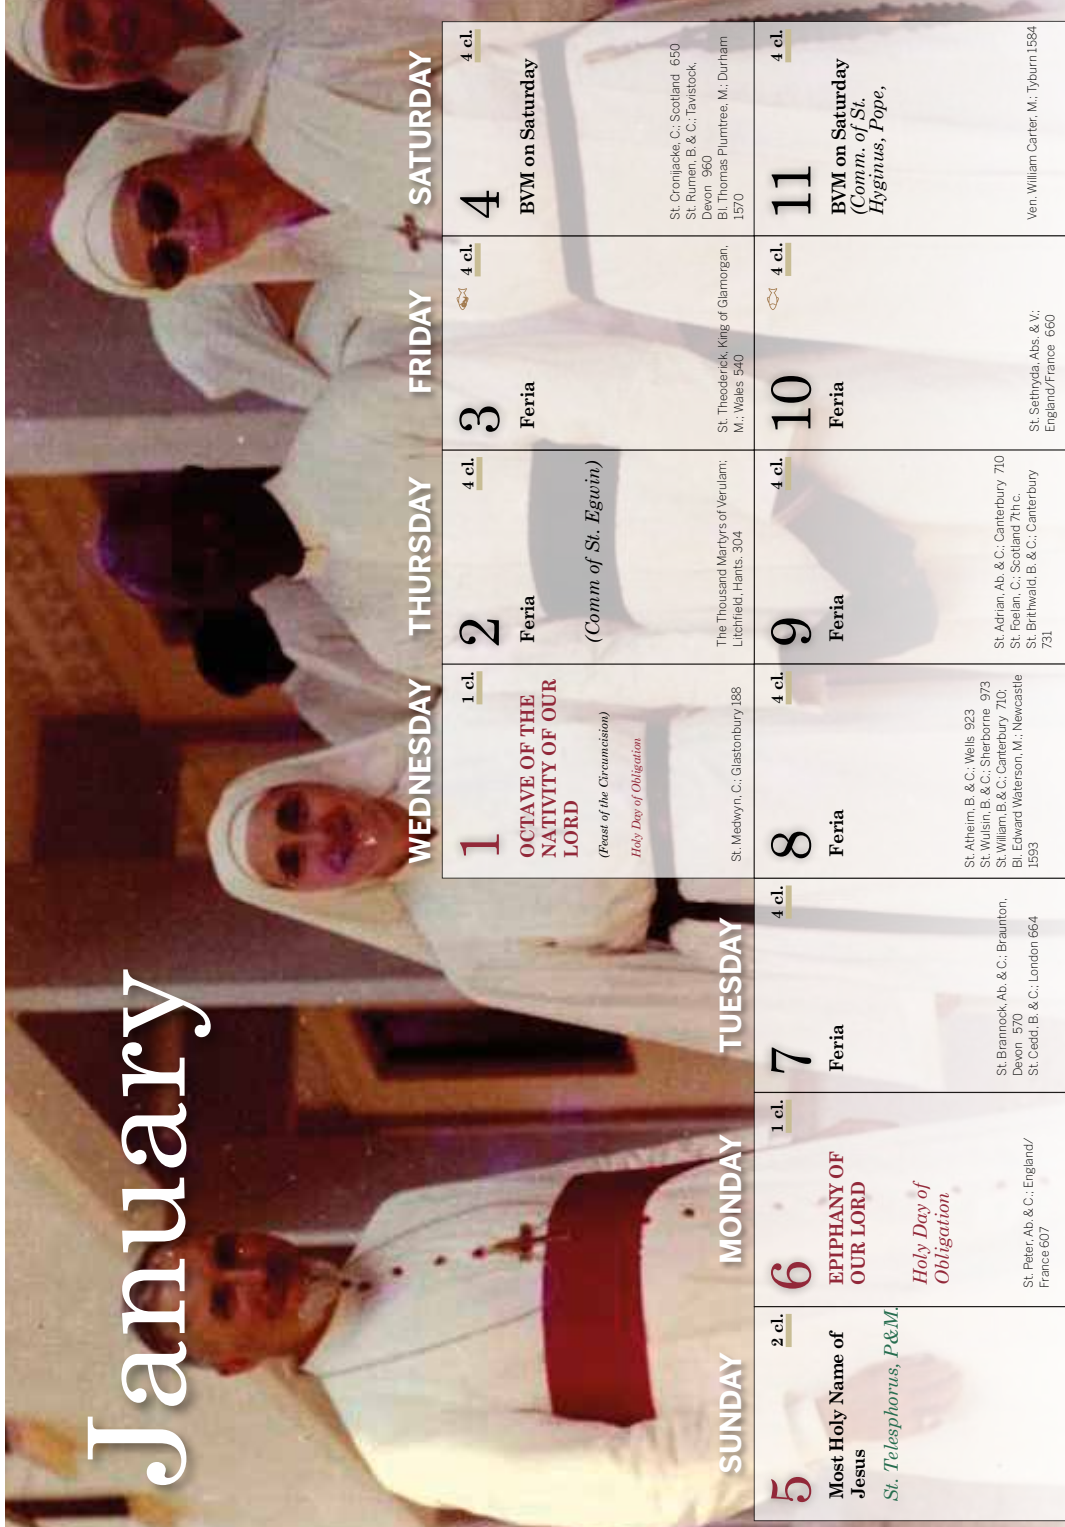 January
WEDNESDAY
THURSDAY
FRIDAY
SATURDAY
1
1 cl.
OCTAVE OF THE
NATIVITY OF OUR
LORD
(Feast of the Circumcision)
Holy Day of Obligation
St. Medwyn, C.; Glastonbury 188
2
4 cl.
Feria
(Comm of St. Egwin)
The Thousand Martyrs of Verulam;
Litchfield, Hants. 304
3
4 cl.
Feria
St. Theoderick, King of Glamorgan,
M.; Wales 540
4
4 cl.
BVM on Saturday
St. Cronijacke, C.; Scotland 650
St. Rumen, B. & C.; Tavistock,
Devon 960
Bl. Thomas Plumtree, M.; Durham
1570
SUNDAY
MONDAY
TUESDAY
5
2 cl.
Most Holy Name of
Jesus
St. Telesphorus, P&M.
6
1 cl.
EPIPHANY OF
OUR LORD
Holy Day of
Obligation
St. Peter, Ab. & C.; England/
France 607
7
4 cl.
Feria
St. Brannock, Ab. & C.; Braunton,
Devon 570
St. Cedd, B. & C.; London 664
8
4 cl.
Feria
St. Atheim, B. & C.; Wells 923
St. Wulsin, B. & C.; Sherborne 973
St. William, B. & C.; Canterbury 710;
Bl. Edward Waterson, M.; Newcastle
1593
9
4 cl.
Feria
St. Adrian, Ab. & C.; Canterbury 710
St. Foelan, C.; Scotland 7th c.
St. Brithwald, B. & C.; Canterbury
731
10
4 cl.
Feria
St. Sethryda, Abs. & V.;
England/France 660
11
4 cl.
BVM on Saturday
(Comm. of St.
Hyginus, Pope,
Ven. William Carter, M.; Tyburn 1584